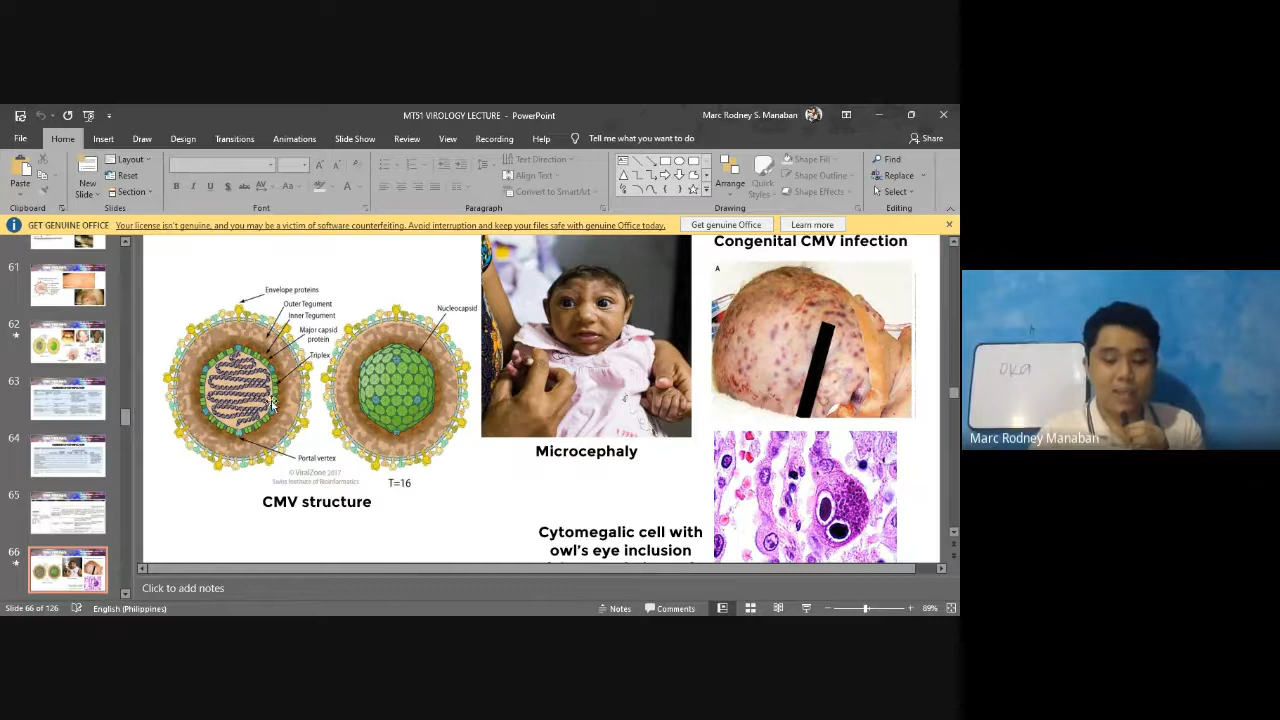 MT51 VIROLOGY LECTURE - PowerPoint
Marc Rodney S. Manaban
File Home Insert Draw Design Transitions Animations Slide Show Review View Recording Help Tell me what you want to do Share
Paste
Clipboard
New Slide
Layout
Reset
Section
Slides
B I U S abc AV Aa A
Font
Text Direction
Align Text
Convert to SmartArt
Paragraph
Arrange
Quick Styles
Shape Fill
Shape Outline
Shape Effects
Drawing
Find
Replace
Select
Editing
GET GENUINE OFFICE Your license isn't genuine, and you may be a victim of software counterfeiting. Avoid interruption and keep your files safe with genuine Office today. Get genuine Office Learn more
61
62
63
64
65
66
Envelope proteins
Outer Tegument
Inner Tegument
Major capsid
protein
Triplex
Portal vertex
Nucleocapsid
© ViralZone 2017
Swiss Institute of Bioinformatics
T=16
CMV structure
Microcephaly
Congenital CMV infection
A
Cytomegalic cell with
owl's eye inclusion
Click to add notes
Slide 66 of 126 English (Philippines) Notes Comments 89%
OKA
Marc Rodney Manaban